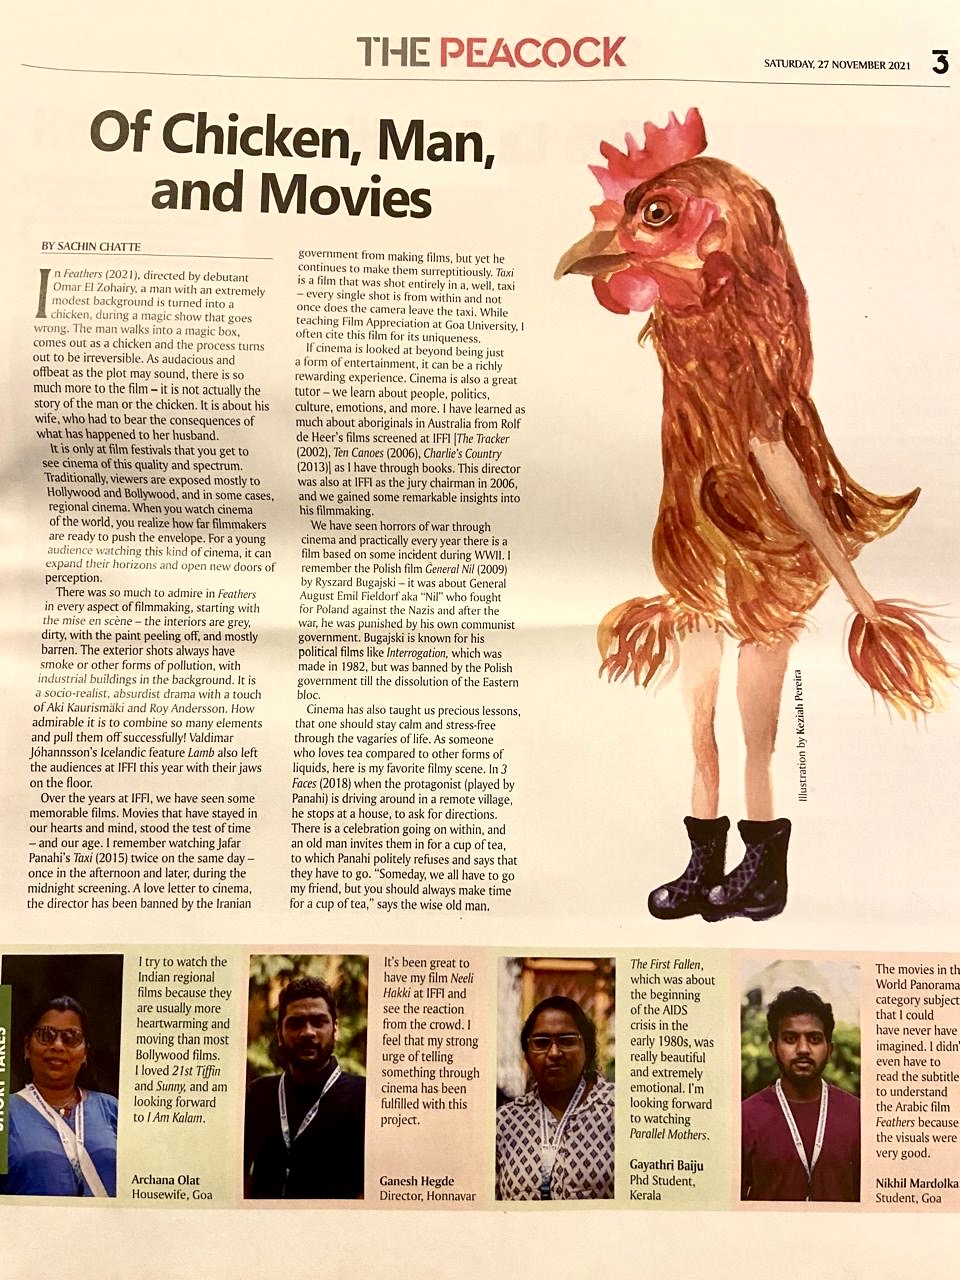 THE PEACOCK
SATURDAY, 27 NOVEMBER 2021
3
Of Chicken, Man,
and Movies
BY SACHIN CHATTE
In Feathers (2021), directed by debutant
Omar El Zohairy, a man with an extremely
modest background is turned into a
chicken, during a magic show that goes
wrong. The man walks into a magic box,
comes out as a chicken and the process turns
out to be irreversible. As audacious and
offbeat as the plot may sound, there is so
much more to the film – it is not actually the
story of the man or the chicken. It is about his
wife, who had to bear the consequences of
what has happened to her husband.
It is only at film festivals that you get to
see cinema of this quality and spectrum.
Traditionally, viewers are exposed mostly to
Hollywood and Bollywood, and in some cases,
regional cinema. When you watch cinema
of the world, you realize how far filmmakers
are ready to push the envelope. For a young
audience watching this kind of cinema, it can
expand their horizons and open new doors of
perception.
There was so much to admire in Feathers
in every aspect of filmmaking, starting with
the mise en scène – the interiors are grey,
dirty, with the paint peeling off, and mostly
barren. The exterior shots always have
smoke or other forms of pollution, with
industrial buildings in the background. It is
a socio-realist, absurdist drama with a touch
of Aki Kaurismäki and Roy Andersson. How
admirable it is to combine so many elements
and pull them off successfully! Valdimar
Jóhannsson's Icelandic feature Lamb also left
the audiences at IFFI this year with their jaws
on the floor.
Over the years at IFFI, we have seen some
memorable films. Movies that have stayed in
our hearts and mind, stood the test of time
– and our age. I remember watching Jafar
Panahi's Taxi (2015) twice on the same day –
once in the afternoon and later, during the
midnight screening. A love letter to cinema,
the director has been banned by the Iranian
government from making films, but yet he
continues to make them surreptitiously. Taxi
is a film that was shot entirely in a, well, taxi
– every single shot is from within and not
once does the camera leave the taxi. While
teaching Film Appreciation at Goa University, I
often cite this film for its uniqueness.
If cinema is looked at beyond being just
a form of entertainment, it can be a richly
rewarding experience. Cinema is also a great
tutor – we learn about people, politics,
culture, emotions, and more. I have learned as
much about aboriginals in Australia from Rolf
de Heer's films screened at IFFI [The Tracker
(2002), Ten Canoes (2006), Charlie's Country
(2013)] as I have through books. This director
was also at IFFI as the jury chairman in 2006,
and we gained some remarkable insights into
his filmmaking.
We have seen horrors of war through
cinema and practically every year there is a
film based on some incident during WWII. I
remember the Polish film General Nil (2009)
by Ryszard Bugajski – it was about General
August Emil Fieldorf aka “Nil” who fought
for Poland against the Nazis and after the
war, he was punished by his own communist
government. Bugajski is known for his
political films like Interrogation, which was
made in 1982, but was banned by the Polish
government till the dissolution of the Eastern
bloc.
Cinema has also taught us precious lessons,
that one should stay calm and stress-free
through the vagaries of life. As someone
who loves tea compared to other forms of
liquids, here is my favorite filmy scene. In 3
Faces (2018) when the protagonist (played by
Panahi) is driving around in a remote village,
he stops at a house, to ask for directions.
There is a celebration going on within, and
an old man invites them in for a cup of tea,
to which Panahi politely refuses and says that
they have to go. “Someday, we all have to go
my friend, but you should always make time
for a cup of tea,” says the wise old man.
Illustration by Keziah Pereira
I try to watch the
Indian regional
films because they
are usually more
heartwarming and
moving than most
Bollywood films.
I loved 21st Tiffin
and Sunny, and am
looking forward
to I Am Kalam.
Archana Olat
Housewife, Goa
It's been great to
have my film Neeli
Hakki at IFFI and
see the reaction
from the crowd. I
feel that my strong
urge of telling
something through
cinema has been
fulfilled with this
project.
Ganesh Hegde
Director, Honnavar
The First Fallen,
which was about
the beginning
of the AIDS
crisis in the
early 1980s, was
really beautiful
and extremely
emotional. I'm
looking forward
to watching
Parallel Mothers.
Gayathri Baiju
Phd Student,
Kerala
The movies in th
World Panorama
category subject
that I could
have never have
imagined. I didn'
even have to
read the subtitle
to understand
the Arabic film
Feathers because
the visuals were
very good.
Nikhil Mardolka
Student, Goa